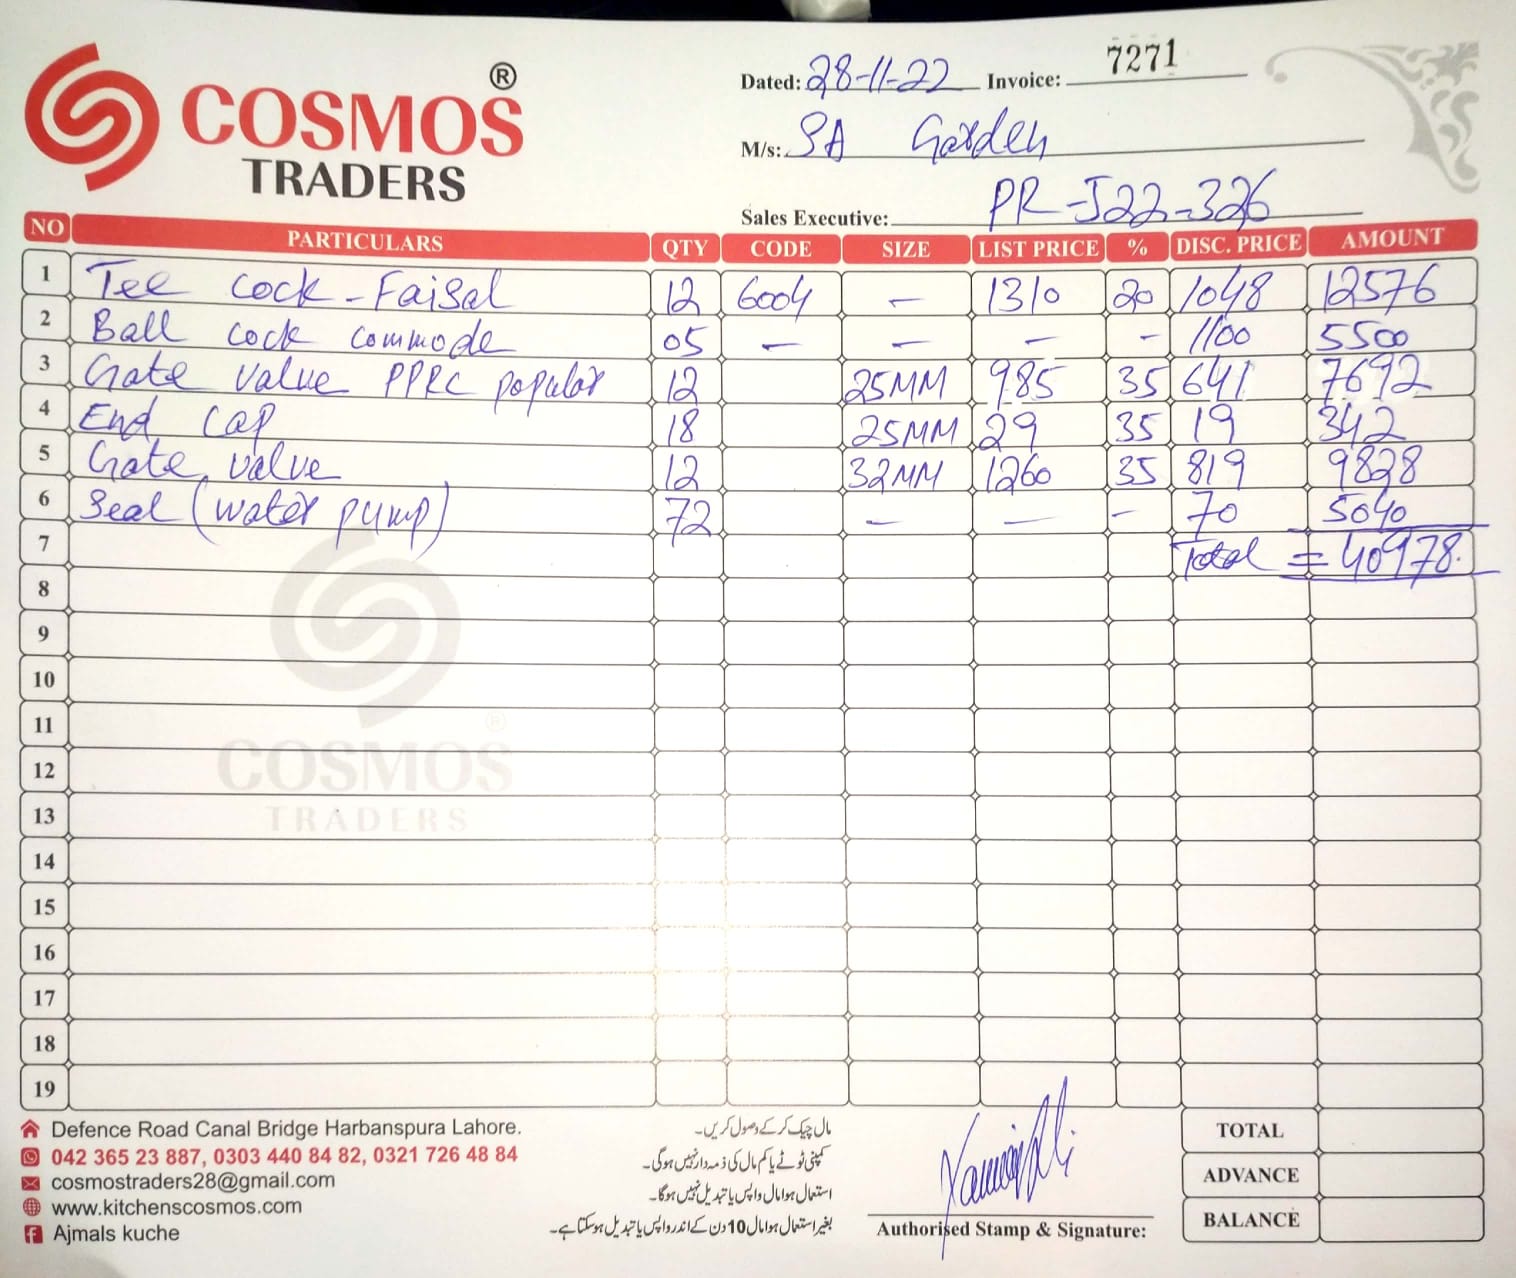 COSMOS ®
TRADERS
Dated: 28-11-22 Invoice: 7271
M/s: SA Garden
Sales Executive: PR-J22-326
NO PARTICULARS QTY CODE SIZE LIST PRICE % DISC. PRICE AMOUNT
1 Tee cock - Faisal 12 6004 — 1310 20 1048 12576
2 Ball cock commode 05 — — — - 1100 5500
3 Gate value PPRC popular 12 25MM 985 35 641 7692
4 End cap 18 25MM 29 35 19 342
5 Gate value 12 32MM 1260 35 819 9828
6 Seal (water pump) 72 — — - 70 5040
7 Total = 40978.
8
9
10
11
12
13
14
15
16
17
18
19
COSMOS ®
TRADERS
Defence Road Canal Bridge Harbanspura Lahore.
042 365 23 887, 0303 440 84 82, 0321 726 48 84
cosmostraders28@gmail.com
www.kitchenscosmos.com
Ajmals kuche
مال چیک کر کے وصول کریں۔
کمپنی ٹوٹے یا کم مال کی ذمہ دار نہیں ہوگی۔
استعمال ہوا مال واپس یا تبدیل نہیں ہوگا۔
بغیر استعمال ہوا مال 10 دن کے اندر واپس یا تبدیل ہو سکتا ہے۔
Authorised Stamp & Signature:
TOTAL
ADVANCE
BALANCE